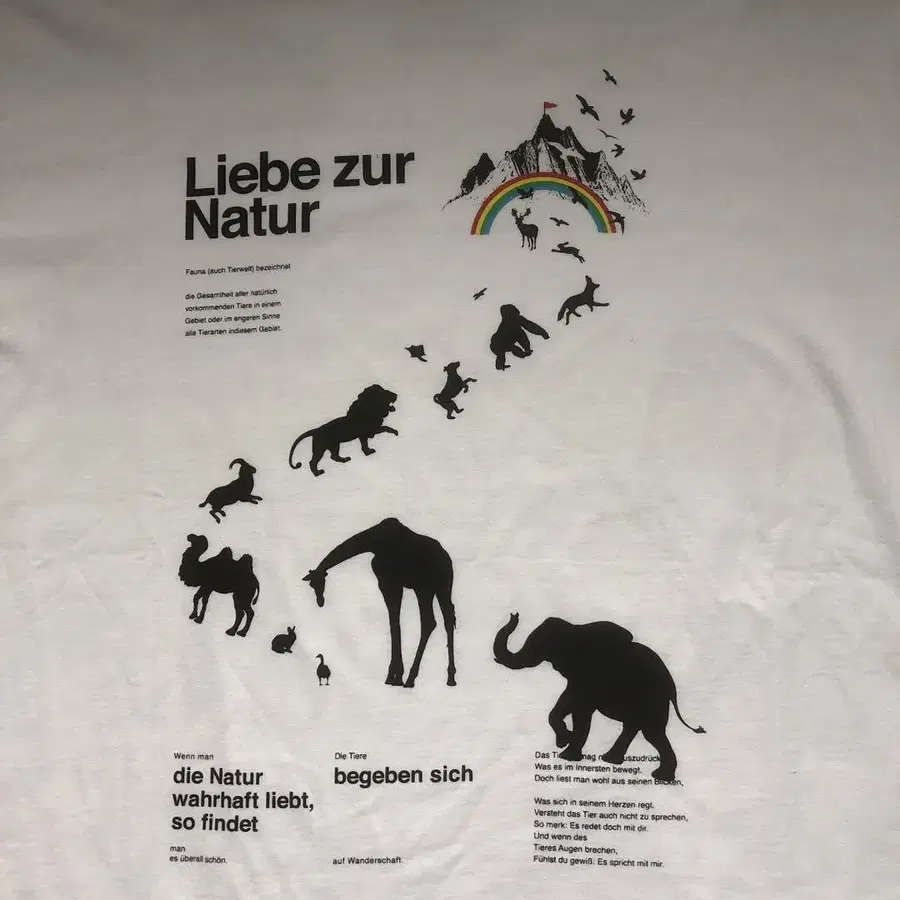 Liebe zur
Natur
Fauna (auch Tierwelt) bezeichnet
die Gesamtheit aller natürlich
vorkommenden Tiere in einem
Gebiet oder im engeren Sinne
alle Tierarten indiesem Gebiet.
Wenn man
die Natur
wahrhaft liebt,
so findet
man
es überall schön.
Die Tiere
begeben sich
auf Wanderschaft.
Das
Was es im Innersten bewegt.
Doch liest man wohl aus seinen Blicken,
Was sich in seinem Herzen regt.
Versteht das Tier auch nicht zu sprechen,
So merk: Es redet doch mit dir.
Und wenn des
Tieres Augen brechen,
Fühlst du gewiß: Es spricht mit mir.